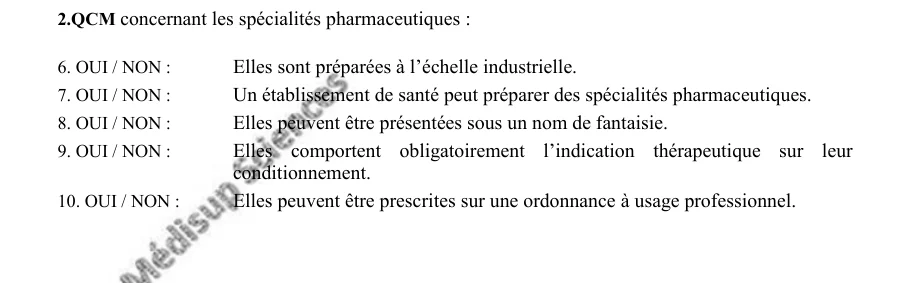 2.QCM concernant les spécialités pharmaceutiques :
6. OUI / NON : Elles sont préparées à l'échelle industrielle.
7. OUI / NON : Un établissement de santé peut préparer des spécialités pharmaceutiques.
8. OUI / NON : Elles peuvent être présentées sous un nom de fantaisie.
9. OUI / NON : Elles comportent obligatoirement l'indication thérapeutique sur leur
conditionnement.
10. OUI / NON : Elles peuvent être prescrites sur une ordonnance à usage professionnel.
Médisup Sciences